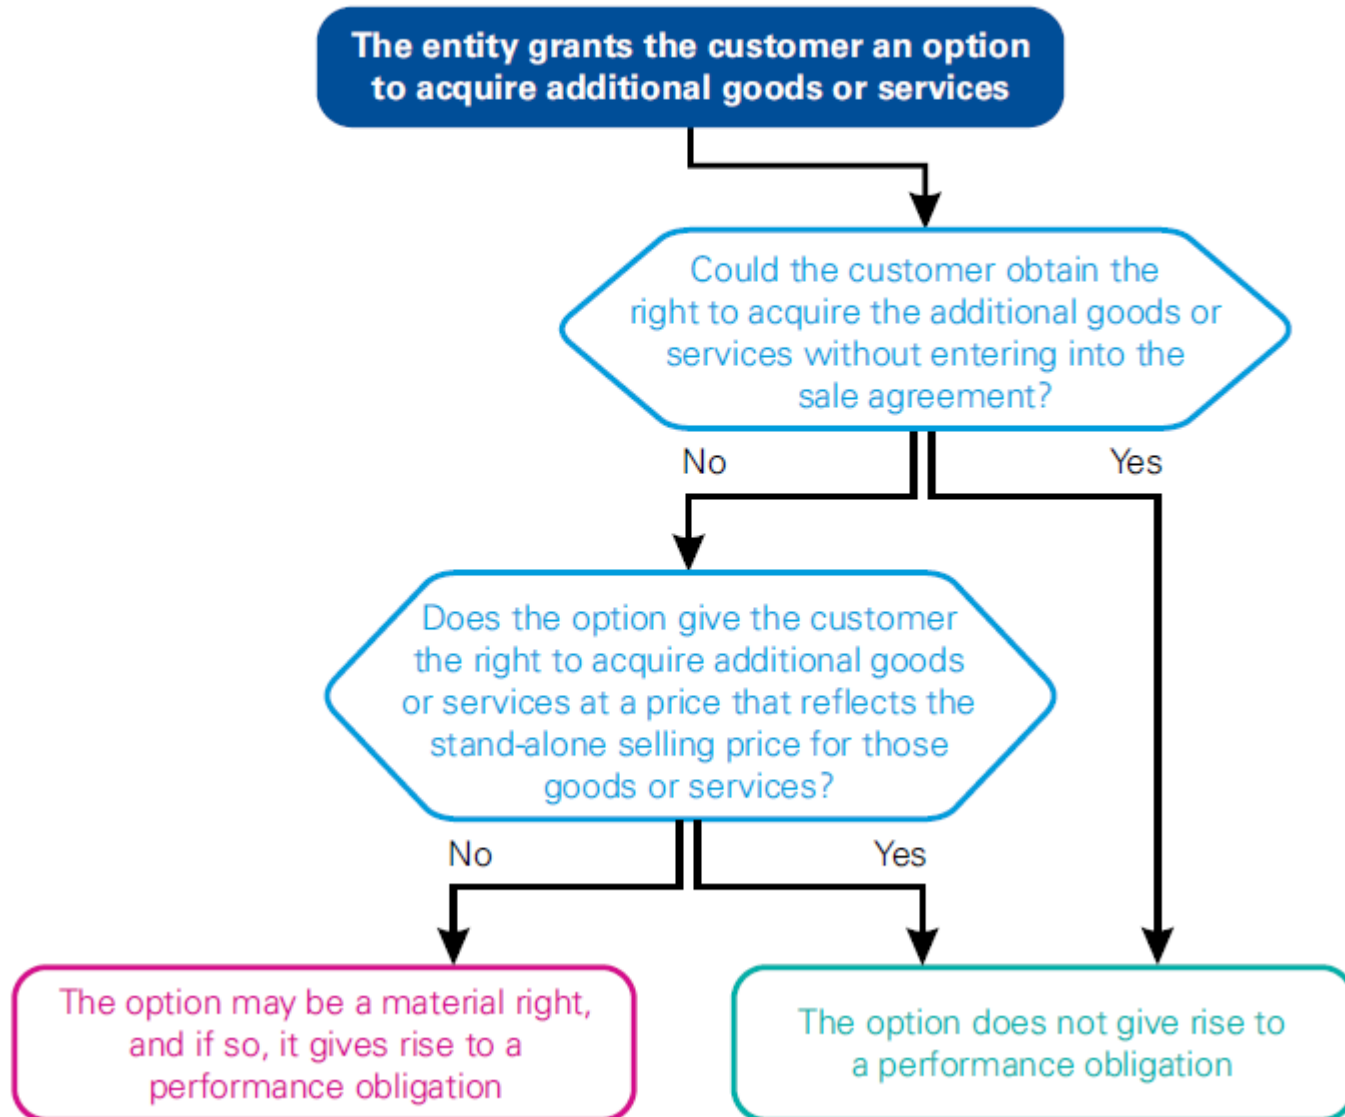 The entity grants the customer an option
to acquire additional goods or services
Could the customer obtain the
right to acquire the additional goods or
services without entering into the
sale agreement?
No
Yes
Does the option give the customer
the right to acquire additional goods
or services at a price that reflects the
stand-alone selling price for those
goods or services?
No
Yes
The option may be a material right,
and if so, it gives rise to a
performance obligation
The option does not give rise to
a performance obligation